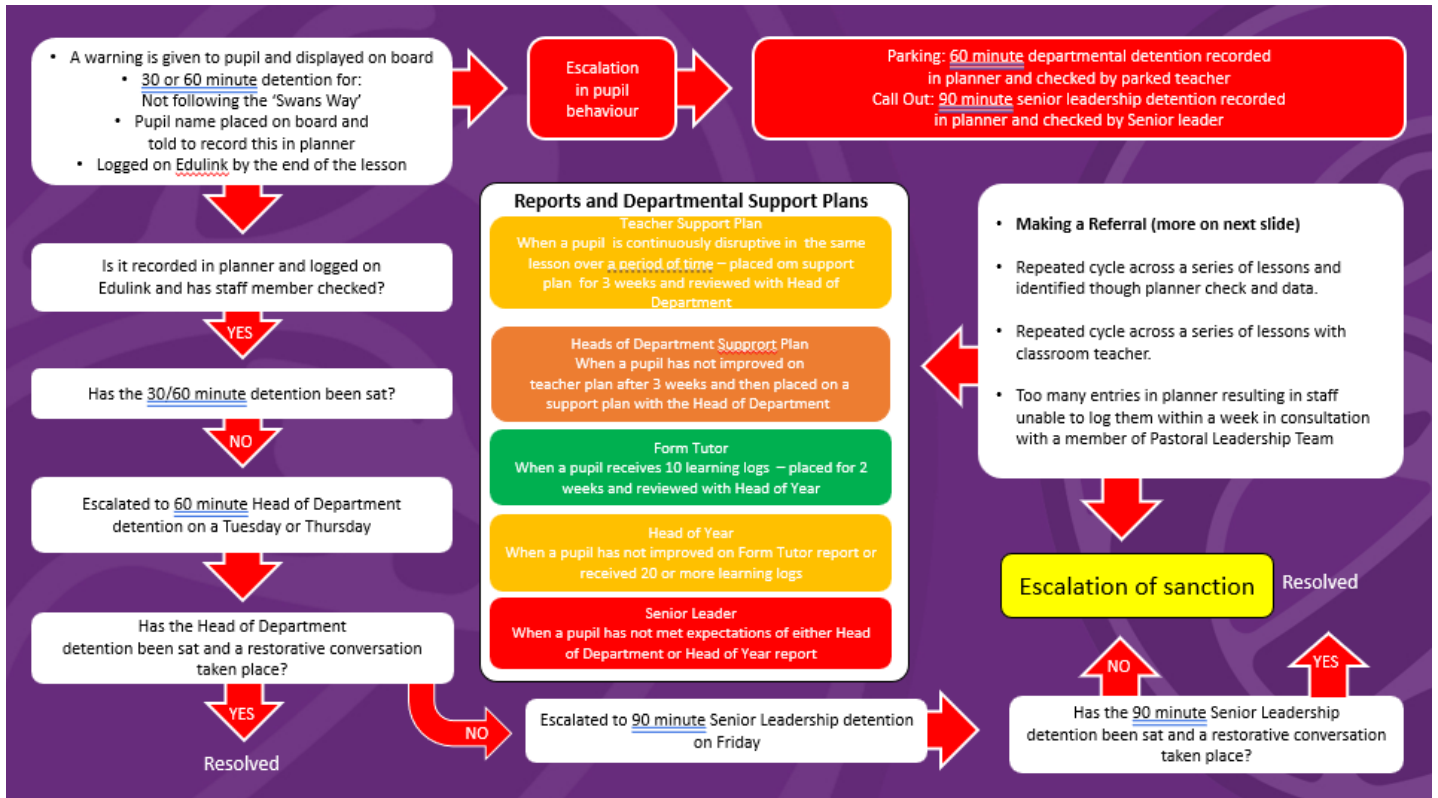 • A warning is given to pupil and displayed on board
• 30 or 60 minute detention for:
Not following the ‘Swans Way’
• Pupil name placed on board and
told to record this in planner
• Logged on Edulink by the end of the lesson
Escalation
in pupil
behaviour
Parking: 60 minute departmental detention recorded
in planner and checked by parked teacher
Call Out: 90 minute senior leadership detention recorded
in planner and checked by Senior leader
Is it recorded in planner and logged on
Edulink and has staff member checked?
YES
Has the 30/60 minute detention been sat?
NO
Escalated to 60 minute Head of Department
detention on a Tuesday or Thursday
Has the Head of Department
detention been sat and a restorative conversation
taken place?
YES
Resolved
NO
Reports and Departmental Support Plans
Teacher Support Plan
When a pupil is continuously disruptive in the same
lesson over a period of time – placed om support
plan for 3 weeks and reviewed with Head of
Department
Heads of Department Supprort Plan
When a pupil has not improved on
teacher plan after 3 weeks and then placed on a
support plan with the Head of Department
Form Tutor
When a pupil receives 10 learning logs – placed for 2
weeks and reviewed with Head of Year
Head of Year
When a pupil has not improved on Form Tutor report or
received 20 or more learning logs
Senior Leader
When a pupil has not met expectations of either Head
of Department or Head of Year report
Escalated to 90 minute Senior Leadership detention
on Friday
• Making a Referral (more on next slide)
• Repeated cycle across a series of lessons and
identified though planner check and data.
• Repeated cycle across a series of lessons with
classroom teacher.
• Too many entries in planner resulting in staff
unable to log them within a week in consultation
with a member of Pastoral Leadership Team
Escalation of sanction
Resolved
NO
YES
Has the 90 minute Senior Leadership
detention been sat and a restorative conversation
taken place?